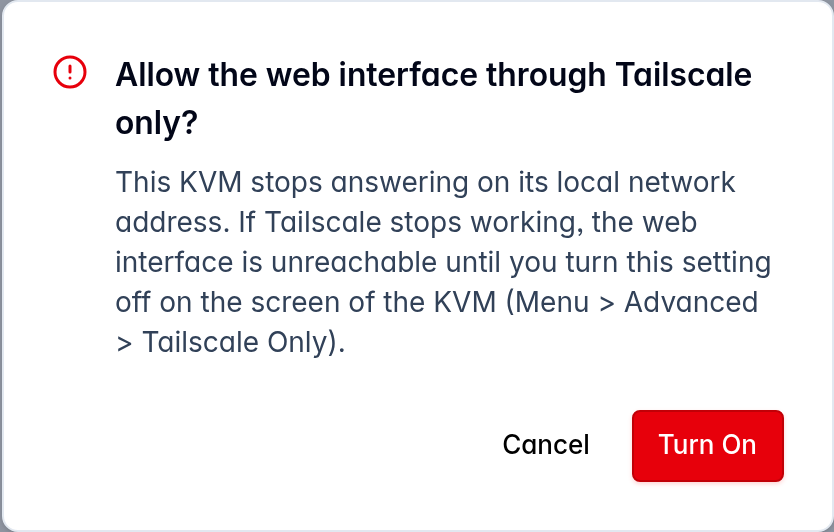 Allow the web interface through Tailscale
only?
This KVM stops answering on its local network
address. If Tailscale stops working, the web
interface is unreachable until you turn this setting
off on the screen of the KVM (Menu > Advanced
> Tailscale Only).
Cancel
Turn On